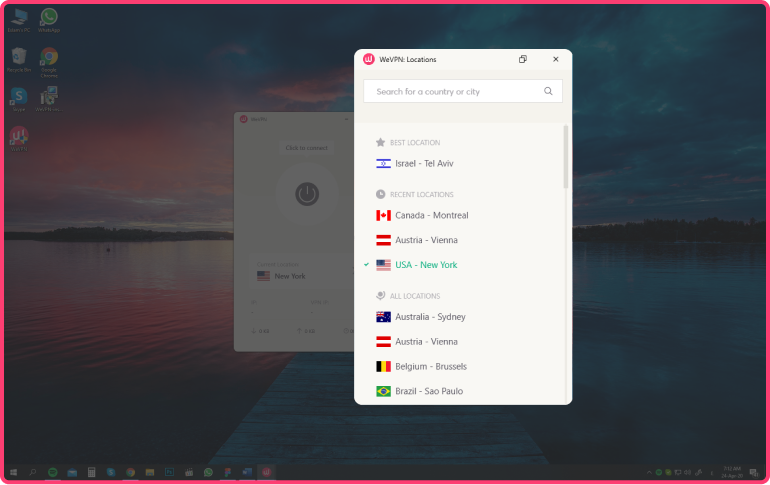 WeVPN: Locations
Search for a country or city
BEST LOCATION
Israel - Tel Aviv
RECENT LOCATIONS
Canada - Montreal
Austria - Vienna
USA - New York
ALL LOCATIONS
Australia - Sydney
Austria - Vienna
Belgium - Brussels
Brazil - Sao Paulo
WeVPN
Click to connect
New York
WhatsApp
Recycle Bin
Google
Chrome
Skype